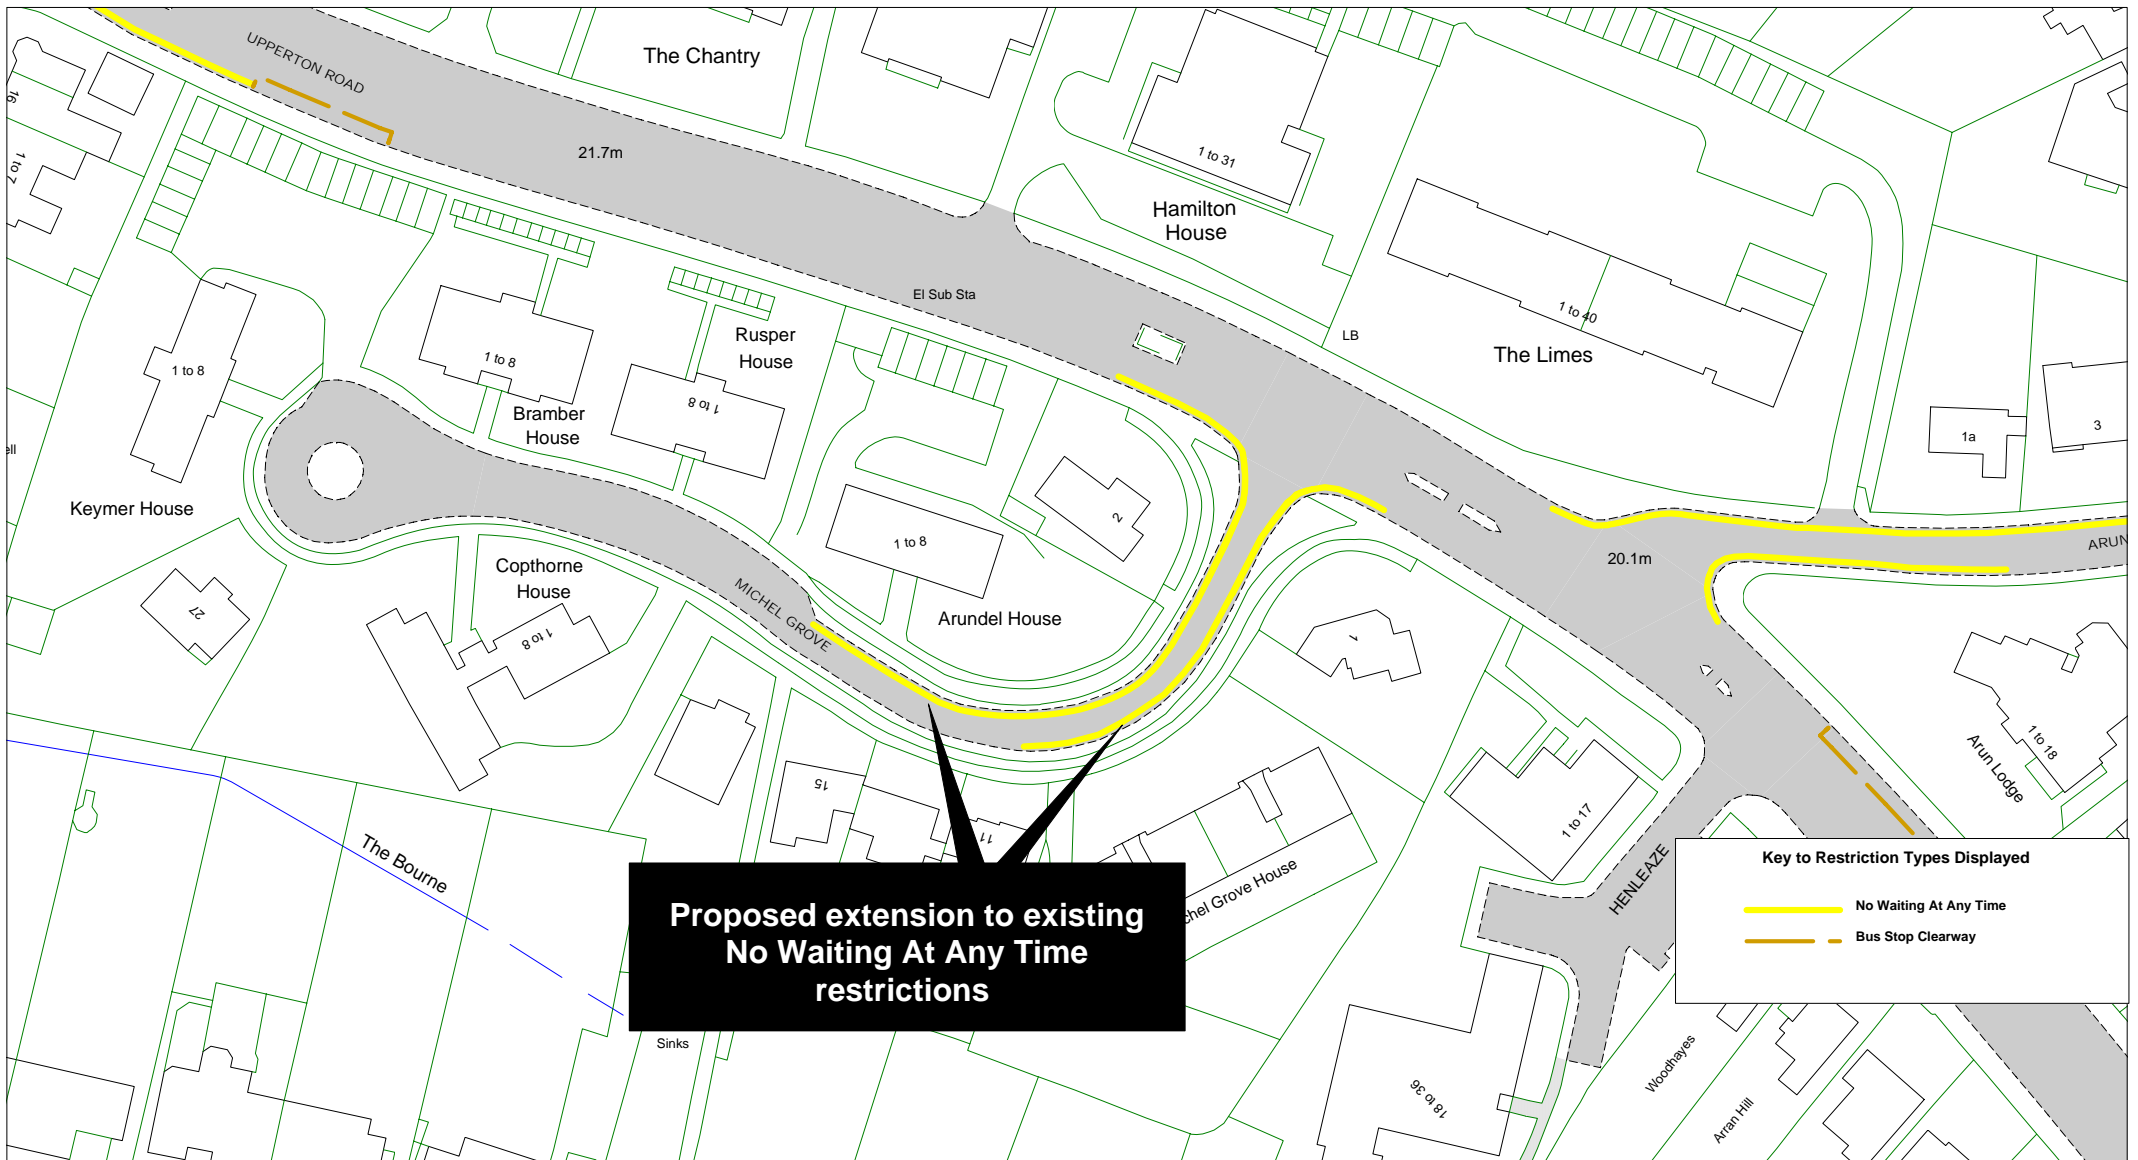 UPPERTON ROAD
The Chantry
16
1 to 7
21.7m
1 to 31
Hamilton
House
El Sub Sta
LB
1 to 40
The Limes
Rusper
House
1 to 8
1 to 8
1 to 8
Bramber
House
1a
3
ell
Keymer House
2
1 to 8
20.1m
ARUN
Copthorne
House
MICHEL GROVE
Arundel House
27
1 to 8
1
1 to 18
Arun Lodge
15
11
1 to 17
The Bourne
chel Grove House
HENLEAZE
Proposed extension to existing
No Waiting At Any Time
restrictions
Key to Restriction Types Displayed
No Waiting At Any Time
Bus Stop Clearway
Sinks
Woodhayes
18 to 36
Arran Hill